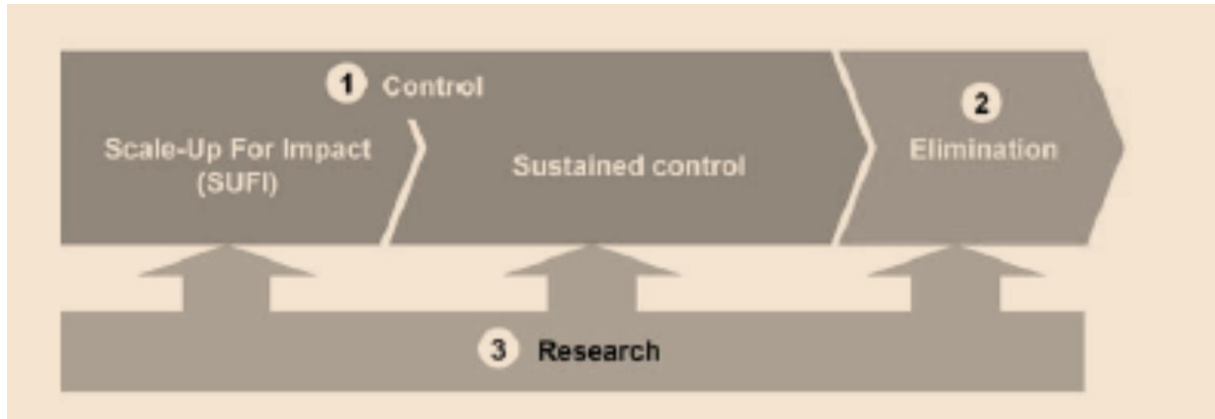 1 Control
Scale-Up For Impact
(SUFI)
Sustained control
2
Elimination
3 Research